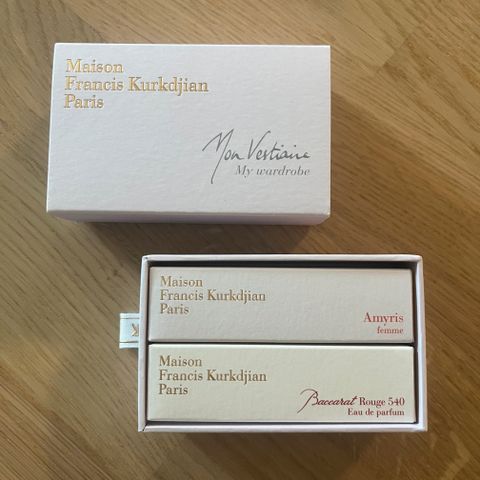 Maison
Francis Kurkdjian
Paris
Mon Vestiaire
My wardrobe
Maison
Francis Kurkdjian
Paris
Amyris
femme
Maison
Francis Kurkdjian
Paris
Baccarat Rouge 540
Eau de parfum